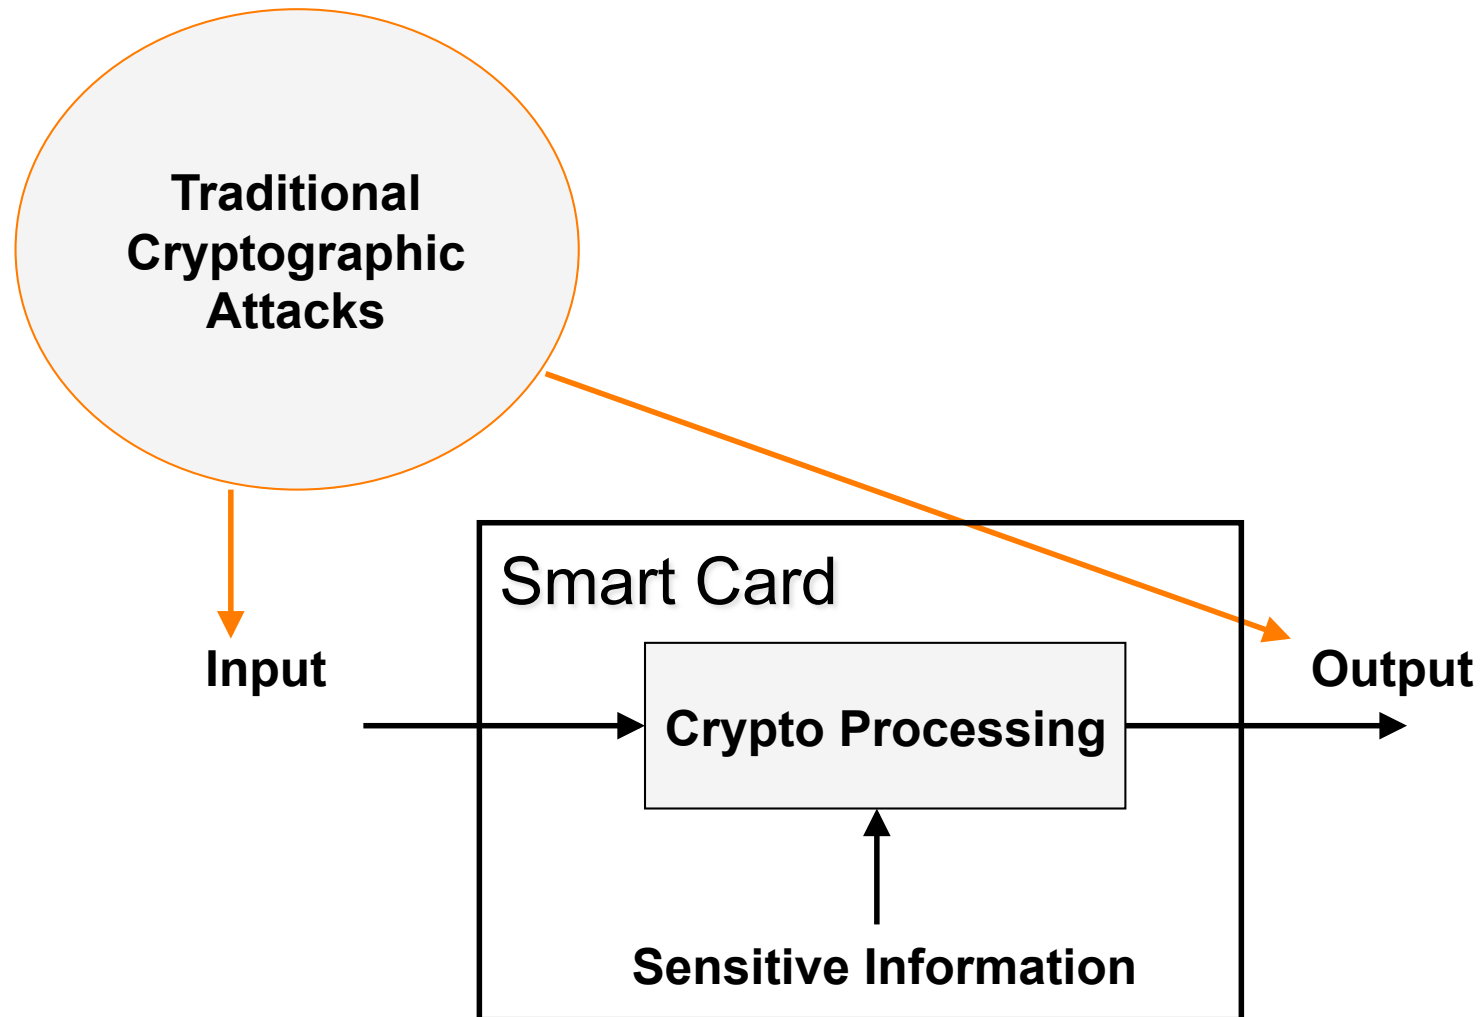 Traditional
Cryptographic
Attacks
Smart Card
Input
Output
Crypto Processing
Sensitive Information